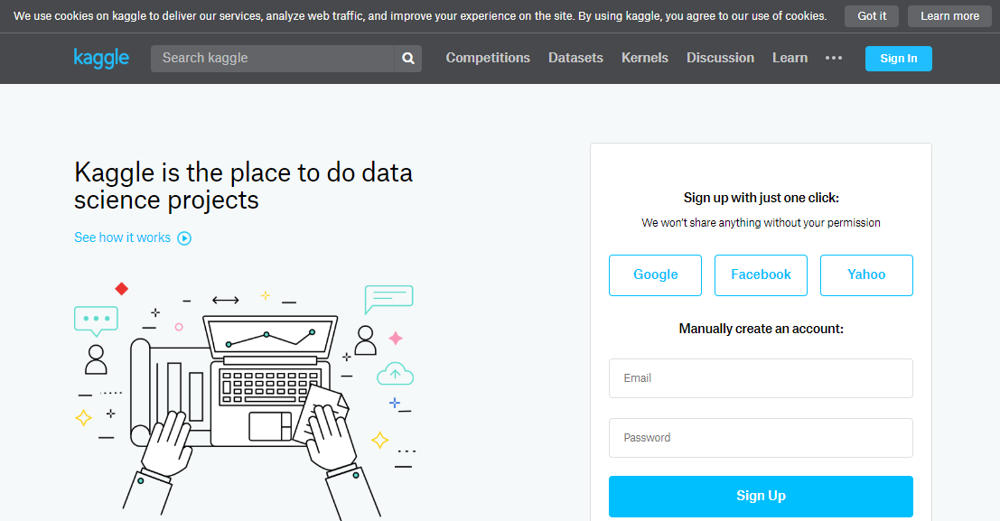 We use cookies on kaggle to deliver our services, analyze web traffic, and improve your experience on the site. By using kaggle, you agree to our use of cookies.
Got it
Learn more
kaggle
Search kaggle
Competitions
Datasets
Kernels
Discussion
Learn
Sign In
Kaggle is the place to do data
science projects
See how it works
Sign up with just one click:
We won't share anything without your permission
Google
Facebook
Yahoo
Manually create an account:
Email
Password
Sign Up